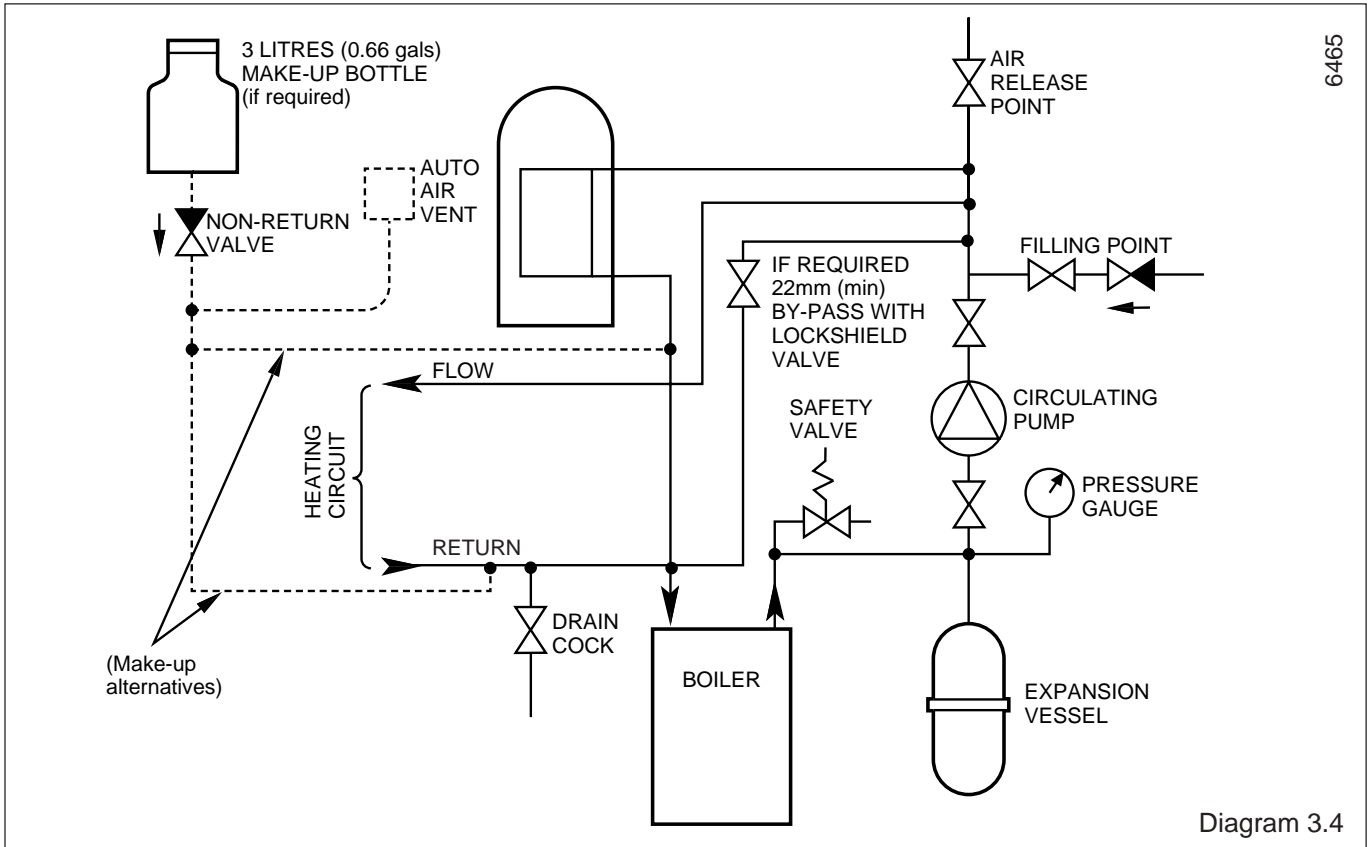 3 LITRES (0.66 gals)
MAKE-UP BOTTLE
(if required)
AIR
RELEASE
POINT
6465
AUTO
AIR
VENT
NON-RETURN
VALVE
FILLING POINT
IF REQUIRED
22mm (min)
BY-PASS WITH
LOCKSHIELD
VALVE
FLOW
SAFETY
VALVE
CIRCULATING
PUMP
HEATING
CIRCUIT
PRESSURE
GAUGE
RETURN
DRAIN
COCK
(Make-up
alternatives)
BOILER
EXPANSION
VESSEL
Diagram 3.4